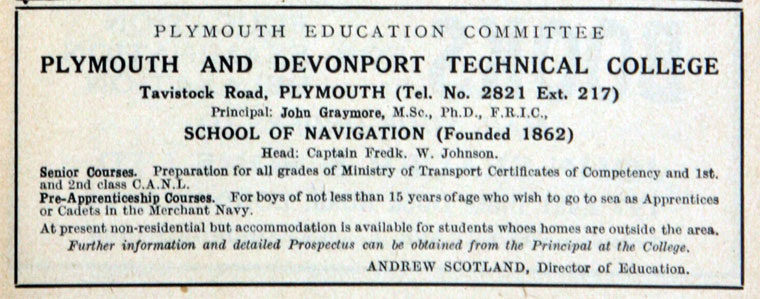 PLYMOUTH EDUCATION COMMITTEE
PLYMOUTH AND DEVONPORT TECHNICAL COLLEGE
Tavistock Road, PLYMOUTH (Tel. No. 2821 Ext. 217)
Principal: John Graymore, M.Sc., Ph.D., F.R.I.C.,
SCHOOL OF NAVIGATION (Founded 1862)
Head: Captain Fredk. W. Johnson.
Senior Courses. Preparation for all grades of Ministry of Transport Certificates of Competency and 1st.
and 2nd class C.A.N.L.
Pre-Apprenticeship Courses. For boys of not less than 15 years of age who wish to go to sea as Apprentices
or Cadets in the Merchant Navy.
At present non-residential but accommodation is available for students whoes homes are outside the area.
Further information and detailed Prospectus can be obtained from the Principal at the College.
ANDREW SCOTLAND, Director of Education.